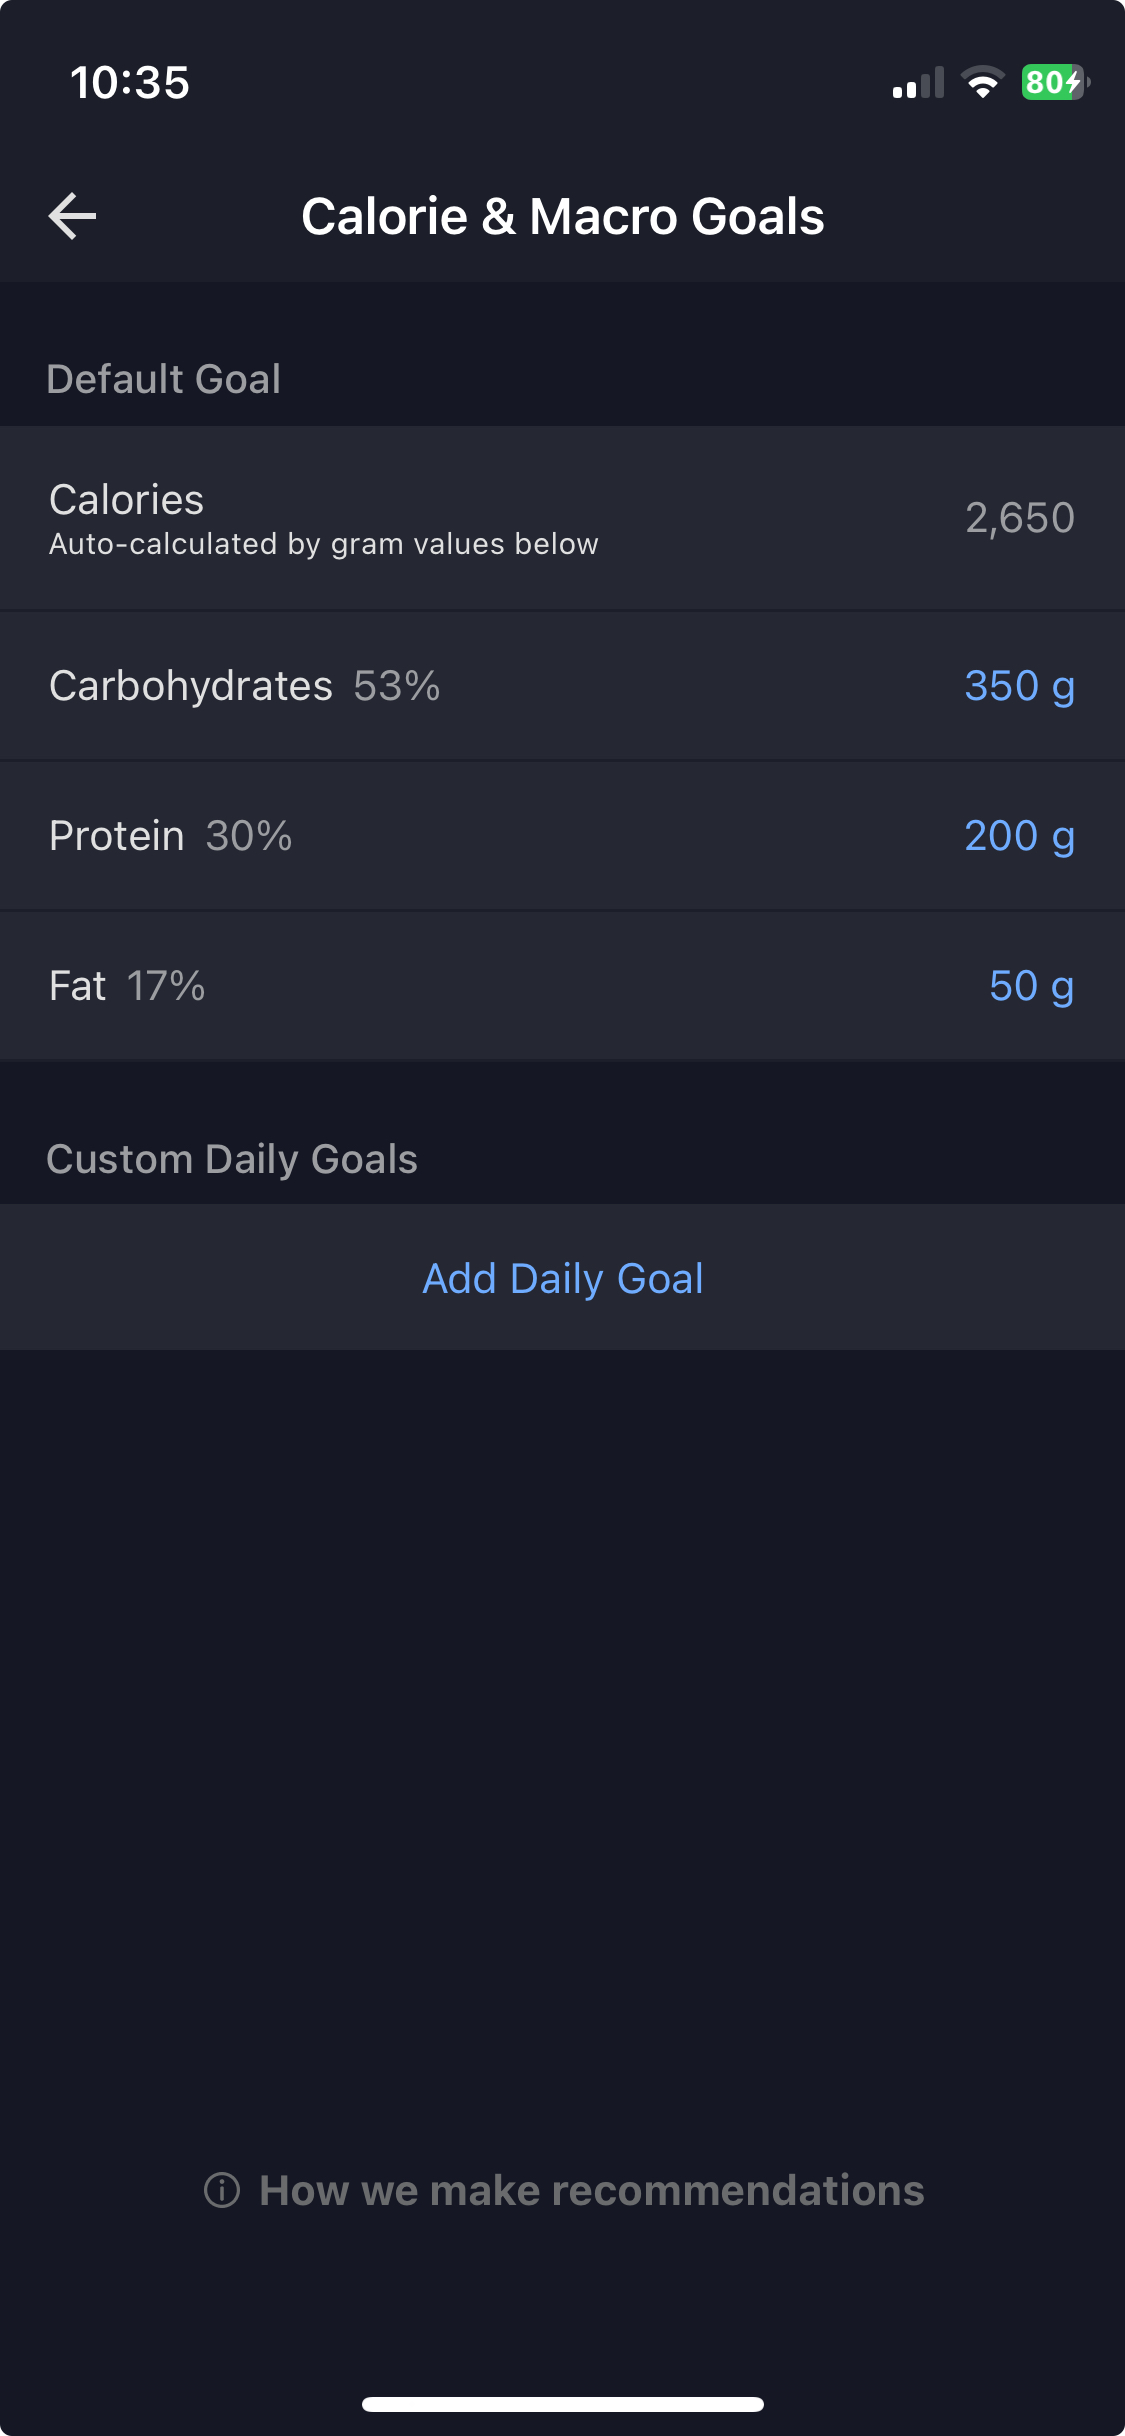 10:35
80
Calorie & Macro Goals
Default Goal
Calories
Auto-calculated by gram values below
2,650
Carbohydrates 53%
350 g
Protein 30%
200 g
Fat 17%
50 g
Custom Daily Goals
Add Daily Goal
How we make recommendations